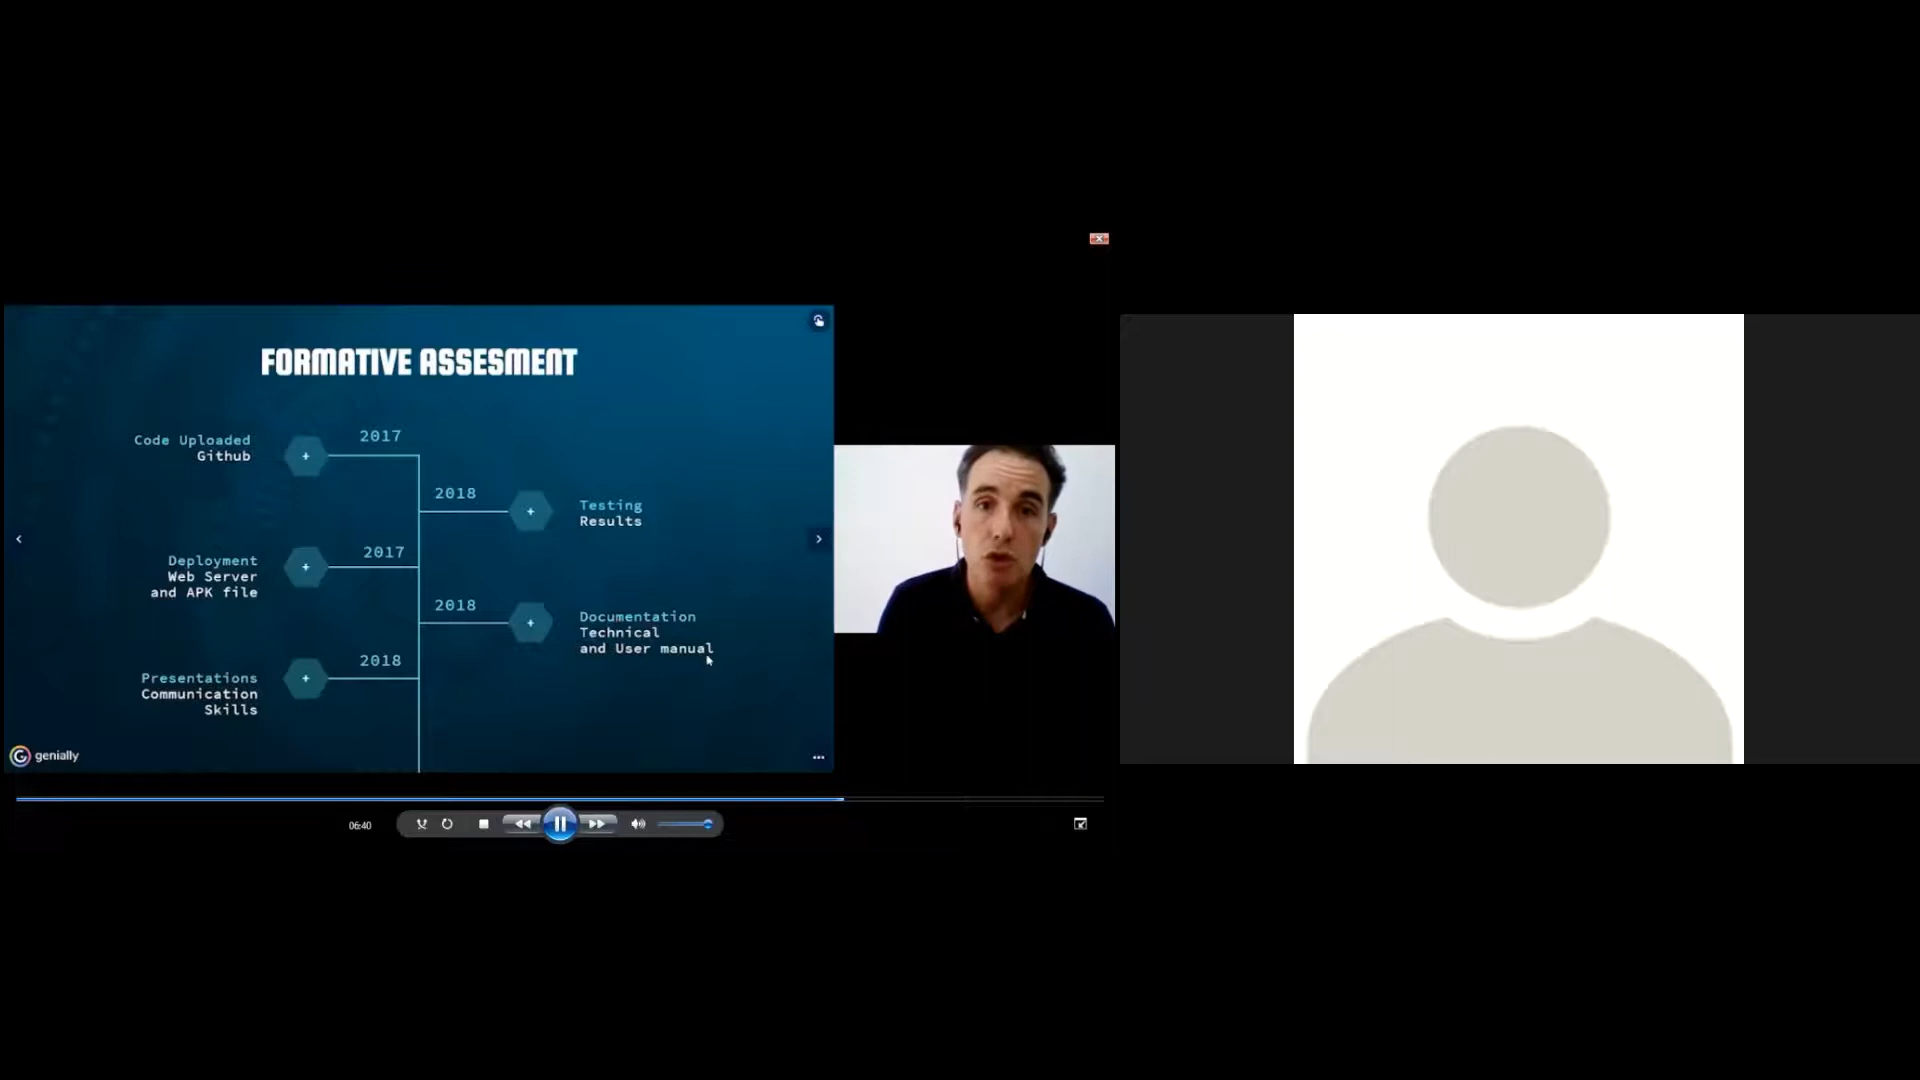 FORMATIVE ASSESMENT
2017
Code Uploaded
Github
2018
Testing
Results
2017
Deployment
Web Server
and APK file
2018
Documentation
Technical
and User manual
2018
Presentations
Communication
Skills
genially
06:40